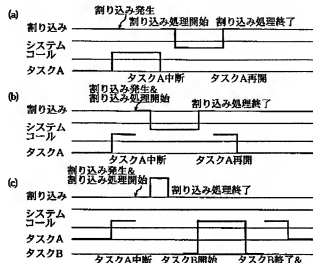 (a)
割り込み発生
割り込み処理開始 割り込み処理終了
割り込み
システム
コール
タスクA
タスクA中断 タスクA再開
(b)
割り込み発生&
割り込み処理開始 割り込み処理終了
割り込み
システム
コール
タスクA
タスクA中断 タスクA再開
(c)
割り込み発生&
割り込み処理開始 割り込み処理終了
割り込み
システム
コール
タスクA
タスクB
タスクA中断 タスクB開始 タスクB終了&